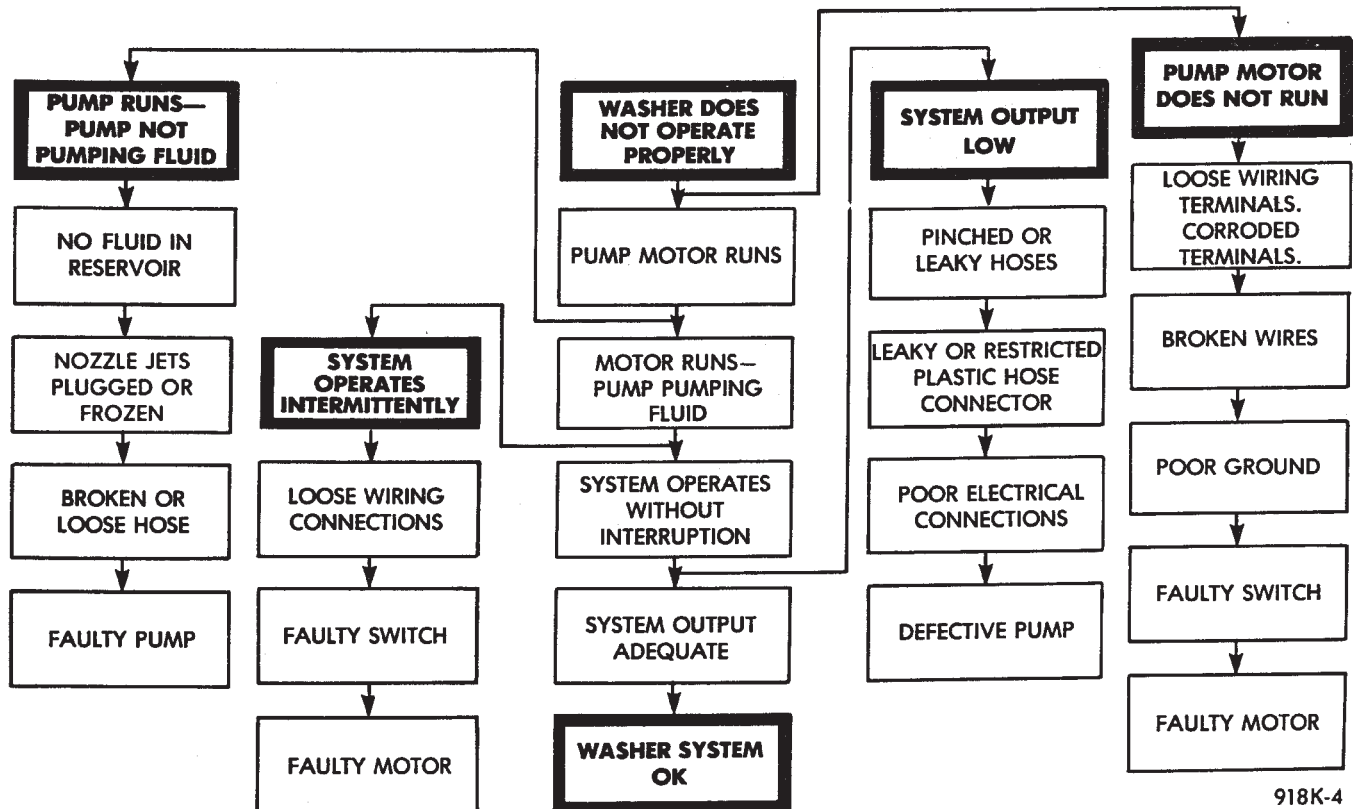 PUMP RUNS—
PUMP NOT
PUMPING FLUID
NO FLUID IN
RESERVOIR
NOZZLE JETS
PLUGGED OR
FROZEN
BROKEN OR
LOOSE HOSE
FAULTY PUMP
SYSTEM
OPERATES
INTERMITTENTLY
LOOSE WIRING
CONNECTIONS
FAULTY SWITCH
FAULTY MOTOR
WASHER DOES
NOT OPERATE
PROPERLY
PUMP MOTOR RUNS
MOTOR RUNS—
PUMP PUMPING
FLUID
SYSTEM OPERATES
WITHOUT
INTERRUPTION
SYSTEM OUTPUT
ADEQUATE
WASHER SYSTEM
OK
SYSTEM OUTPUT
LOW
PINCHED OR
LEAKY HOSES
LEAKY OR RESTRICTED
PLASTIC HOSE
CONNECTOR
POOR ELECTRICAL
CONNECTIONS
DEFECTIVE PUMP
PUMP MOTOR
DOES NOT RUN
LOOSE WIRING
TERMINALS.
CORRODED
TERMINALS.
BROKEN WIRES
POOR GROUND
FAULTY SWITCH
FAULTY MOTOR
918K-4